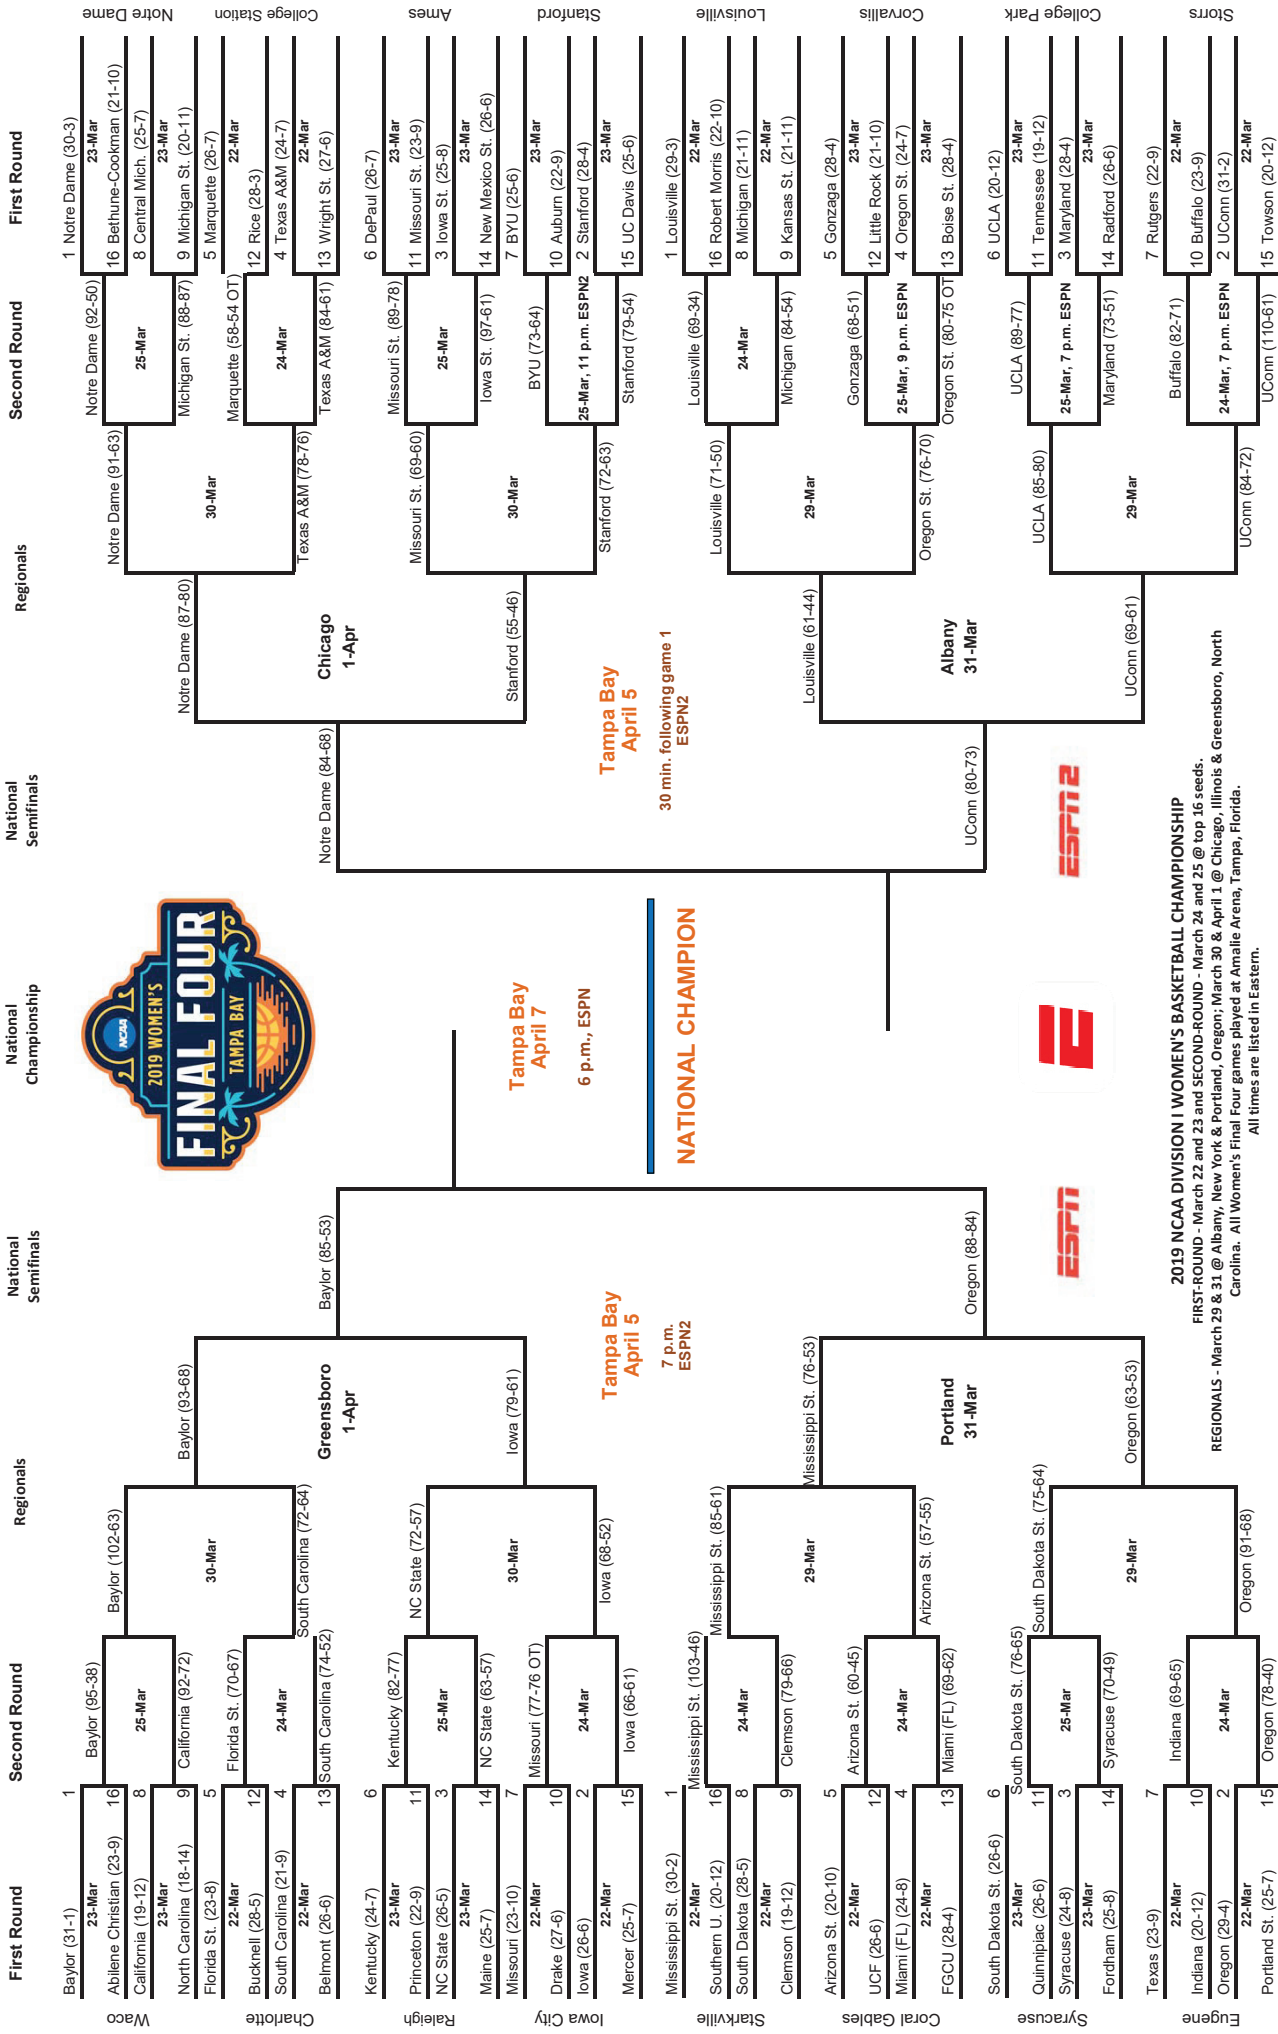 First Round
Second Round
Regionals
National
Semifinals
National
Championship
National
Semifinals
Regionals
Second Round
First Round
Waco
Baylor (31-1) 1
23-Mar
Abilene Christian (23-9) 16
California (19-12) 8
23-Mar
North Carolina (18-14) 9
Charlotte
Florida St. (23-8) 5
22-Mar
Bucknell (28-5) 12
South Carolina (21-9) 4
22-Mar
Belmont (26-6) 13
Raleigh
Kentucky (24-7) 6
23-Mar
Princeton (22-9) 11
NC State (26-5) 3
23-Mar
Maine (25-7) 14
Iowa City
Missouri (23-10) 7
22-Mar
Drake (27-6) 10
Iowa (26-6) 2
22-Mar
Mercer (25-7) 15
Starkville
Mississippi St. (30-2) 1
22-Mar
Southern U. (20-12) 16
South Dakota (28-5) 8
22-Mar
Clemson (19-12) 9
Coral Gables
Arizona St. (20-10) 5
22-Mar
UCF (26-6) 12
Miami (FL) (24-8) 4
22-Mar
FGCU (28-4) 13
Syracuse
South Dakota St. (26-6) 6
23-Mar
Quinnipiac (26-6) 11
Syracuse (24-8) 3
23-Mar
Fordham (25-8) 14
Eugene
Texas (23-9) 7
22-Mar
Indiana (20-12) 10
Oregon (29-4) 2
22-Mar
Portland St. (25-7) 15
Baylor (95-38)
25-Mar
California (92-72)
Florida St. (70-67)
24-Mar
South Carolina (74-52)
Kentucky (82-77)
25-Mar
NC State (63-57)
Missouri (77-76 OT)
24-Mar
Iowa (66-61)
Mississippi St. (103-46)
24-Mar
Clemson (79-66)
Arizona St. (60-45)
24-Mar
Miami (FL) (69-62)
South Dakota St. (76-65)
25-Mar
Syracuse (70-49)
Indiana (69-65)
24-Mar
Oregon (78-40)
Baylor (102-63)
30-Mar
South Carolina (72-64)
NC State (72-57)
30-Mar
Iowa (68-52)
Mississippi St. (85-61)
29-Mar
Arizona St. (57-55)
South Dakota St. (75-64)
29-Mar
Oregon (91-68)
Baylor (93-68)
Greensboro
1-Apr
Iowa (79-61)
Mississippi St. (76-53)
Portland
31-Mar
Oregon (63-53)
Baylor (85-53)
Tampa Bay
April 5
7 p.m.
ESPN2
Oregon (88-84)
NCAA
2019 WOMEN'S
FINAL FOUR
TAMPA BAY
Tampa Bay
April 7
6 p.m., ESPN
NATIONAL CHAMPION
Notre Dame (84-68)
Tampa Bay
April 5
30 min. following game 1
ESPN2
UConn (80-73)
Notre Dame (87-80)
Chicago
1-Apr
Stanford (55-46)
Louisville (61-44)
Albany
31-Mar
UConn (69-61)
Notre Dame (91-63)
30-Mar
Texas A&M (78-76)
Missouri St. (69-60)
30-Mar
Stanford (72-63)
Louisville (71-50)
29-Mar
Oregon St. (76-70)
UCLA (85-80)
29-Mar
UConn (84-72)
Notre Dame (92-50)
25-Mar
Michigan St. (88-87)
Marquette (58-54 OT)
24-Mar
Texas A&M (84-61)
Missouri St. (89-78)
25-Mar
Iowa St. (97-61)
BYU (73-64)
25-Mar, 11 p.m. ESPN2
Stanford (79-54)
Louisville (69-34)
24-Mar
Michigan (84-54)
Gonzaga (68-51)
25-Mar, 9 p.m. ESPN
Oregon St. (80-75 OT)
UCLA (89-77)
25-Mar, 7 p.m. ESPN
Maryland (73-51)
Buffalo (82-71)
24-Mar, 7 p.m. ESPN
UConn (110-61)
1 Notre Dame (30-3)
23-Mar
16 Bethune-Cookman (21-10)
8 Central Mich. (25-7)
23-Mar
9 Michigan St. (20-11)
Notre Dame
5 Marquette (26-7)
22-Mar
12 Rice (28-3)
4 Texas A&M (24-7)
22-Mar
13 Wright St. (27-6)
College Station
6 DePaul (26-7)
23-Mar
11 Missouri St. (23-9)
3 Iowa St. (25-8)
23-Mar
14 New Mexico St. (26-6)
Ames
7 BYU (25-6)
23-Mar
10 Auburn (22-9)
2 Stanford (28-4)
23-Mar
15 UC Davis (25-6)
Stanford
1 Louisville (29-3)
22-Mar
16 Robert Morris (22-10)
8 Michigan (21-11)
22-Mar
9 Kansas St. (21-11)
Louisville
5 Gonzaga (28-4)
23-Mar
12 Little Rock (21-10)
4 Oregon St. (24-7)
23-Mar
13 Boise St. (28-4)
Corvallis
6 UCLA (20-12)
23-Mar
11 Tennessee (19-12)
3 Maryland (28-4)
23-Mar
14 Radford (26-6)
College Park
7 Rutgers (22-9)
22-Mar
10 Buffalo (23-9)
2 UConn (31-2)
22-Mar
15 Towson (20-12)
Storrs
ESPN
E
ESPN2
2019 NCAA DIVISION I WOMEN'S BASKETBALL CHAMPIONSHIP
FIRST-ROUND - March 22 and 23 and SECOND-ROUND - March 24 and 25 @ top 16 seeds.
REGIONALS - March 29 & 31 @ Albany, New York & Portland, Oregon; March 30 & April 1 @ Chicago, Illinois & Greensboro, North
Carolina. All Women's Final Four games played at Amalie Arena, Tampa, Florida.
All times are listed in Eastern.